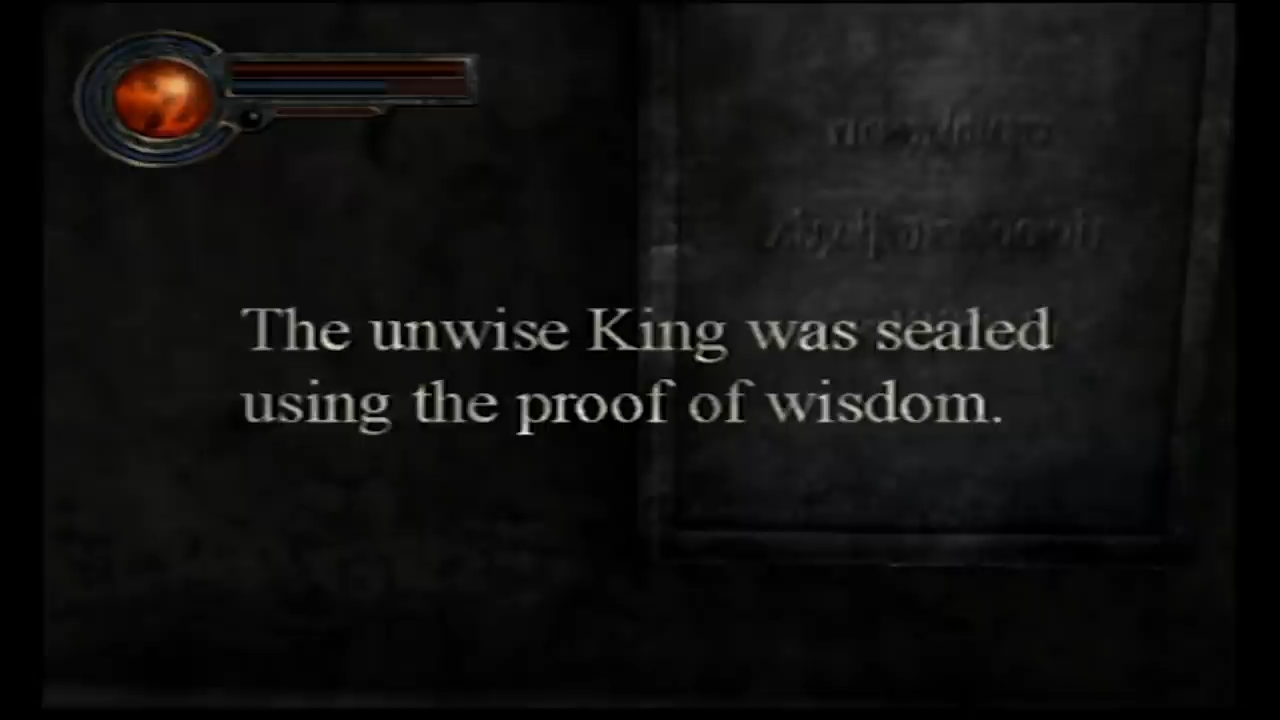 The unwise King was sealed
using the proof of wisdom.